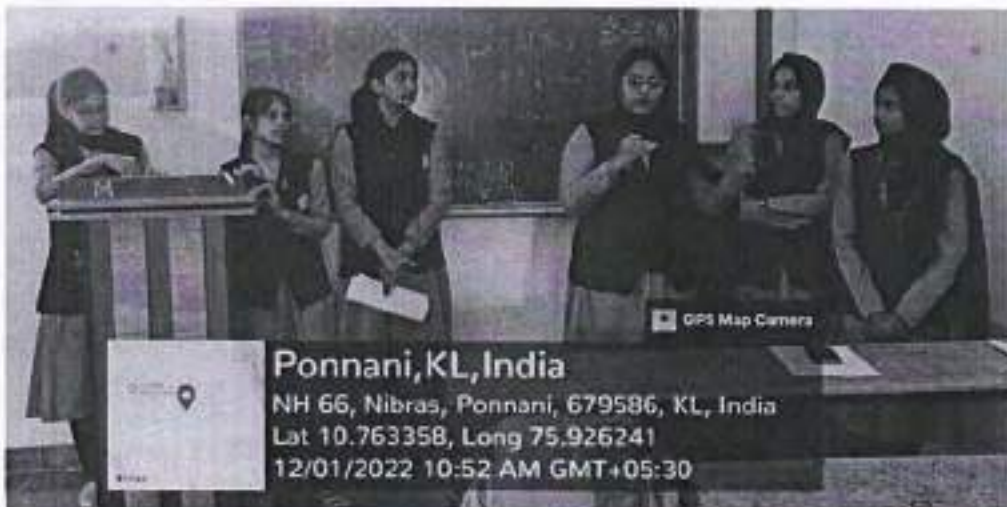 M
GPS Map Camera
Ponnani,KL,India
NH 66, Nibras, Ponnani, 679586, KL, India
Lat 10.763358, Long 75.926241
12/01/2022 10:52 AM GMT+05:30